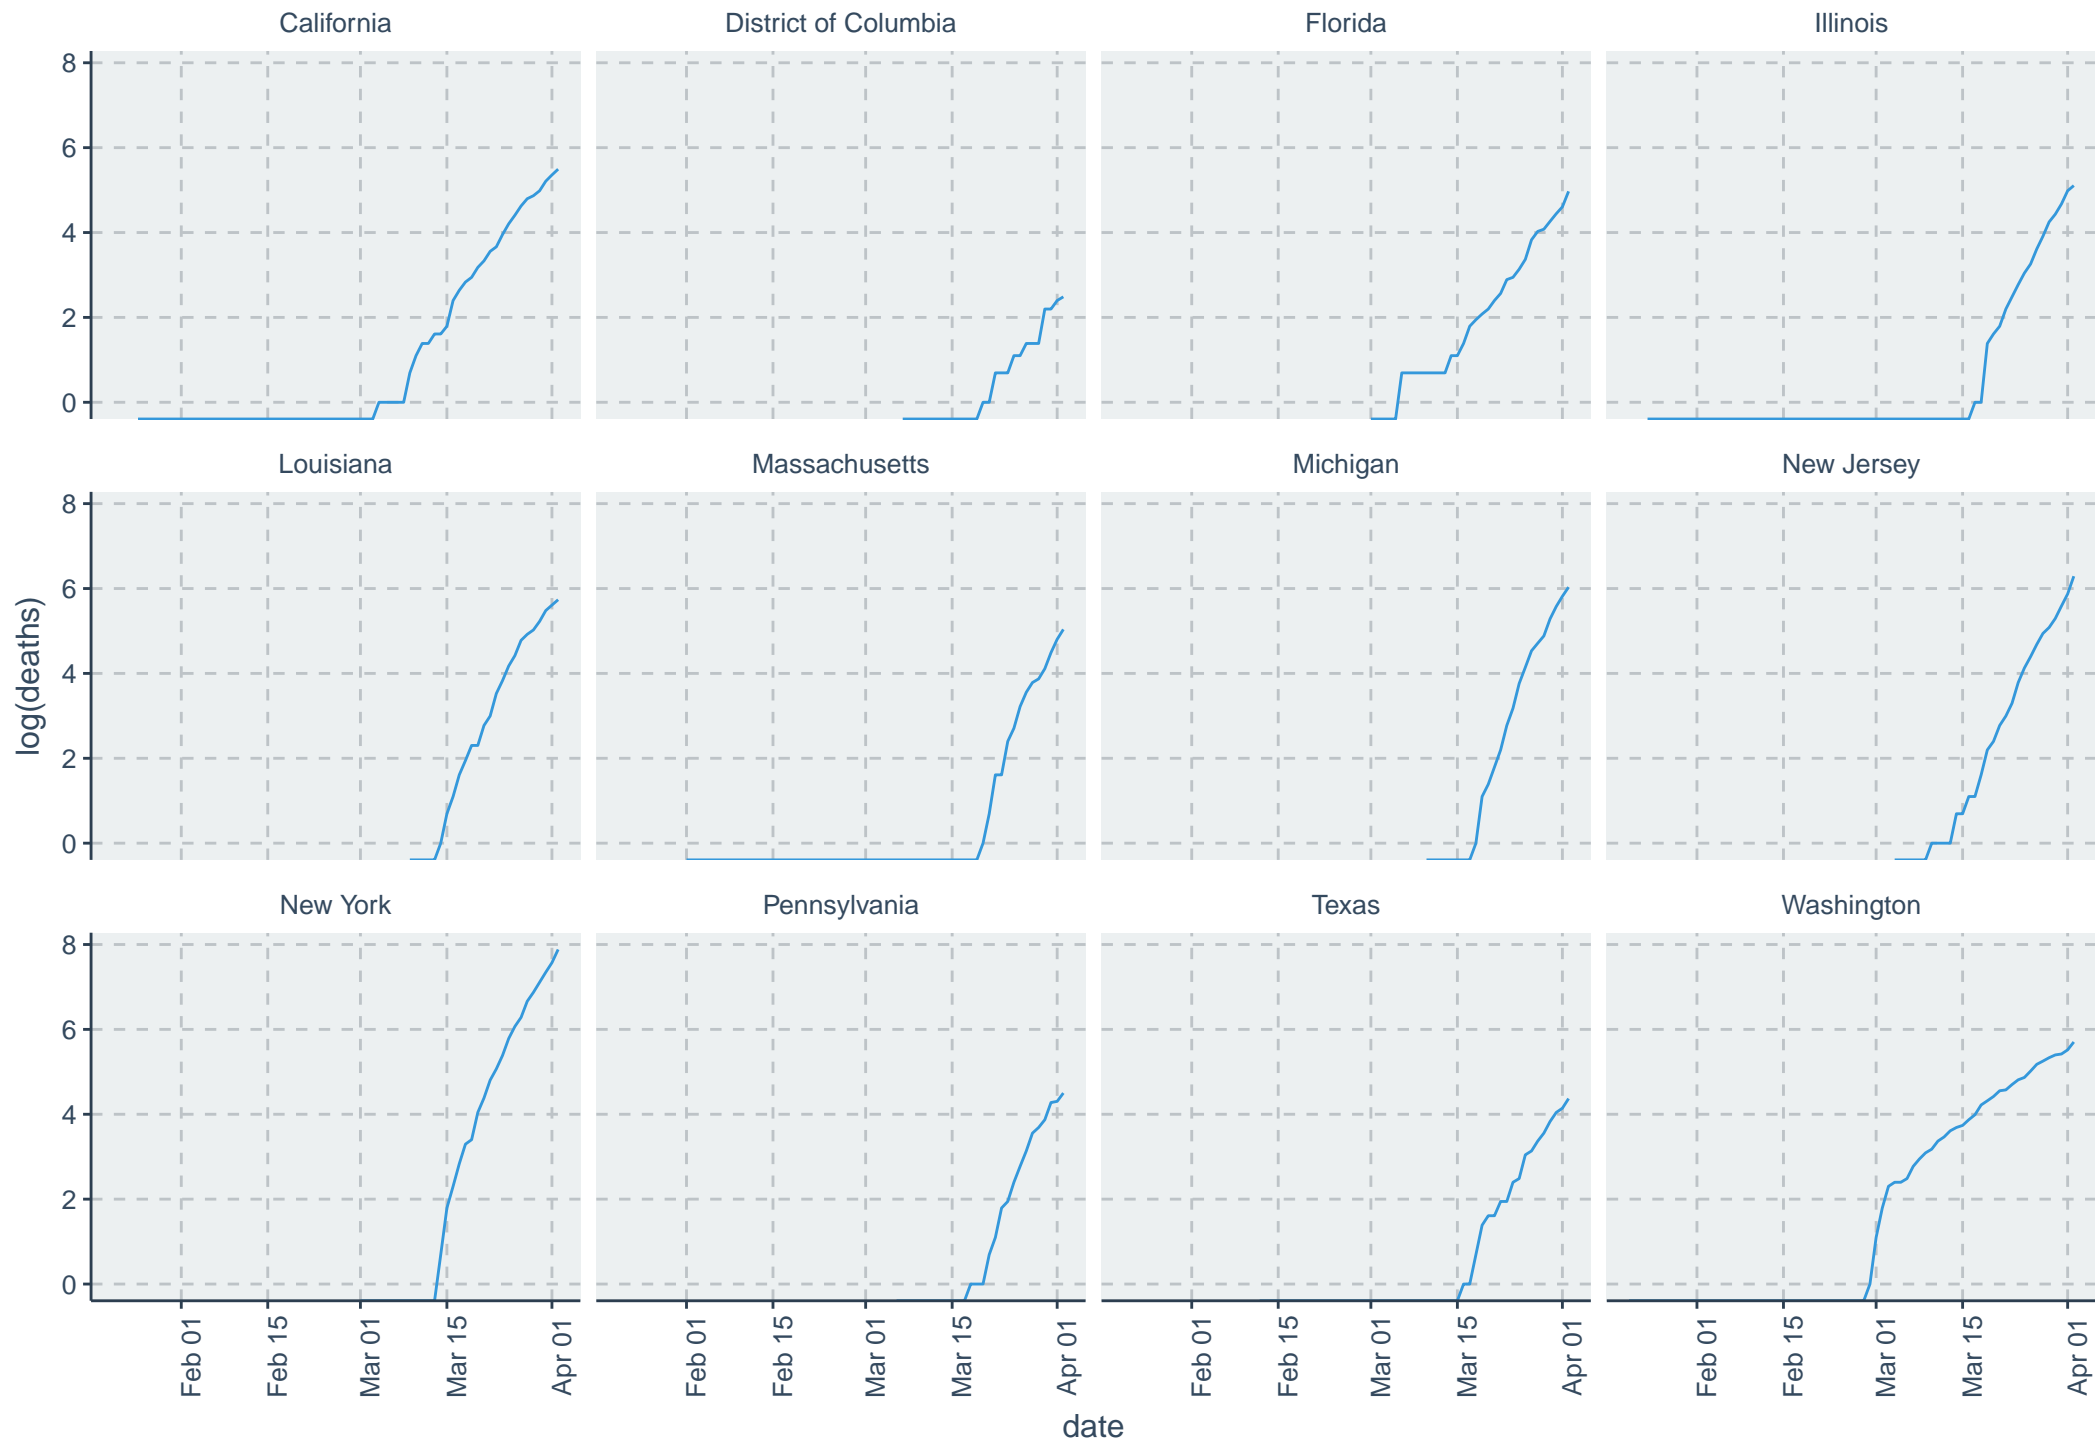 California District of Columbia Florida Illinois
8
6
4
2
0
Louisiana Massachusetts Michigan New Jersey
8
6
4
2
0
log(deaths)
New York Pennsylvania Texas Washington
8
6
4
2
0
Feb 01 Feb 15 Mar 01 Mar 15 Apr 01 Feb 01 Feb 15 Mar 01 Mar 15 Apr 01 Feb 01 Feb 15 Mar 01 Mar 15 Apr 01 Feb 01 Feb 15 Mar 01 Mar 15 Apr 01
date